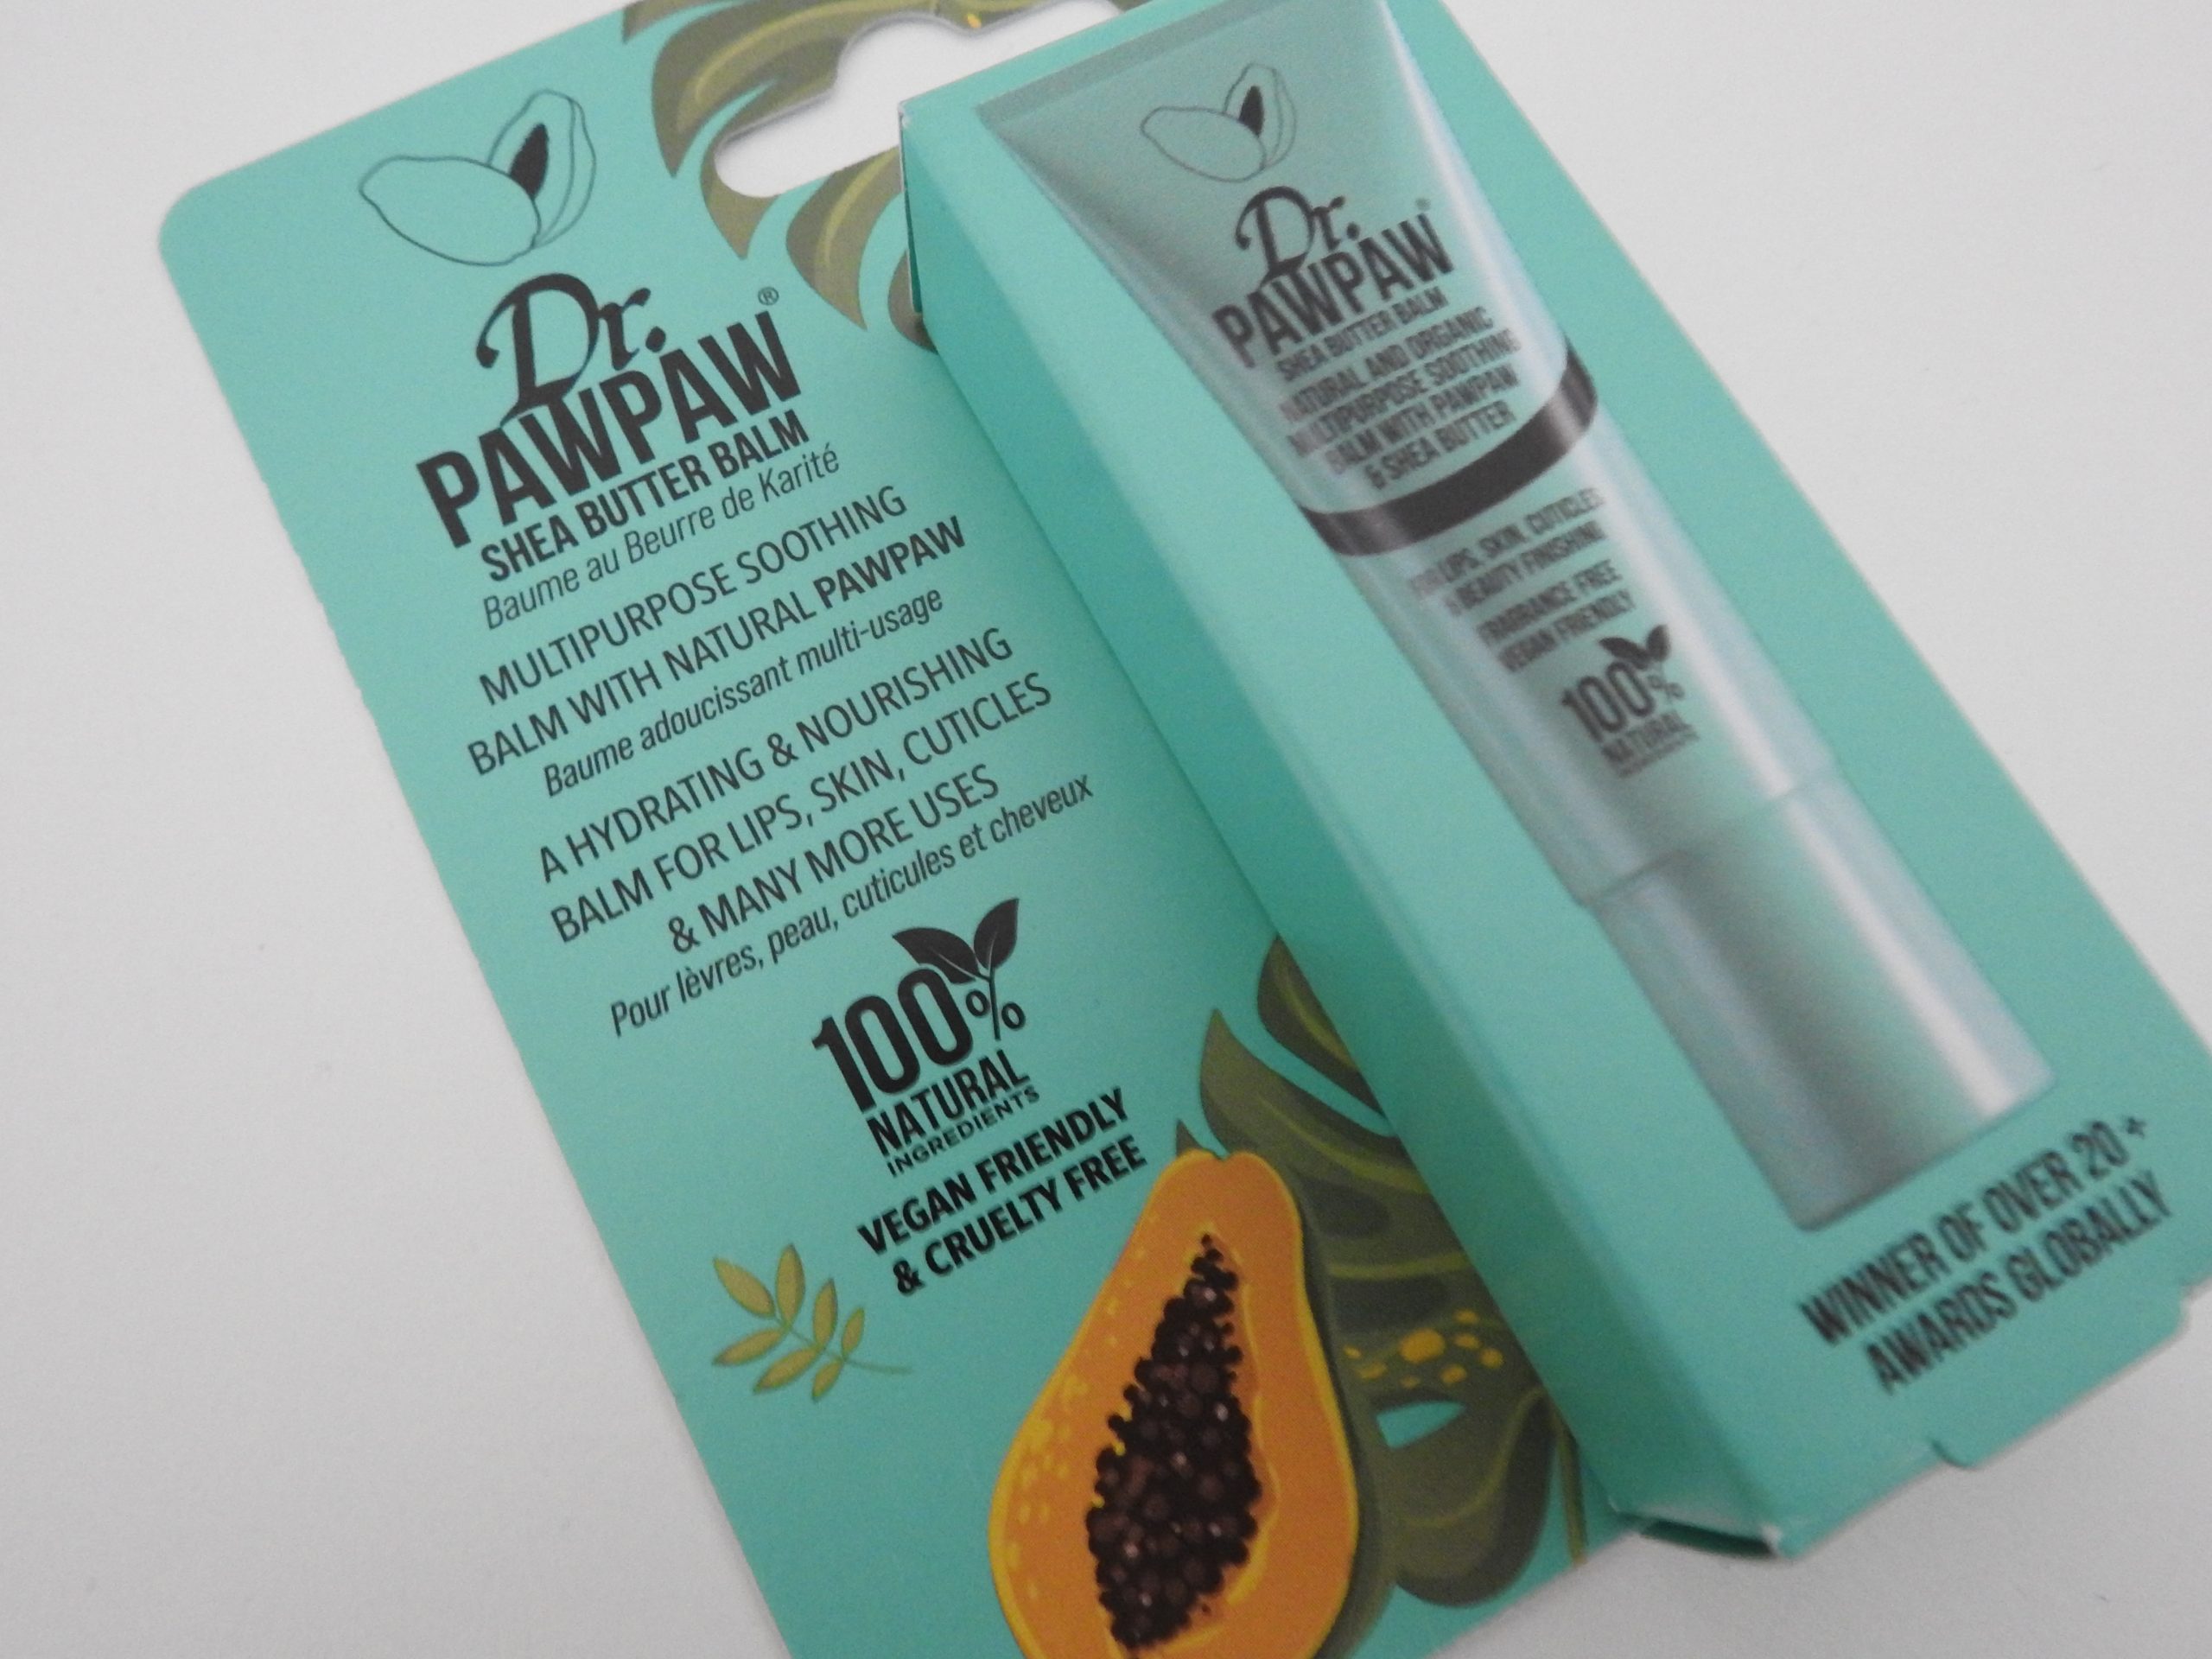 Dr.
PAWPAW®
SHEA BUTTER BALM
Baume au Beurre de Karité
MULTIPURPOSE SOOTHING
BALM WITH NATURAL PAWPAW
Baume adoucissant multi-usage
A HYDRATING & NOURISHING
BALM FOR LIPS, SKIN, CUTICLES
& MANY MORE USES
Pour lèvres, peau, cuticules et cheveux
100%
NATURAL
INGREDIENTS
VEGAN FRIENDLY
& CRUELTY FREE
Dr.
PAWPAW®
SHEA BUTTER BALM
NATURAL AND ORGANIC
MULTIPURPOSE SOOTHING
BALM WITH PAWPAW
& SHEA BUTTER
FOR LIPS, SKIN, CUTICLES
& BEAUTY FINISHING
FRAGRANCE FREE
VEGAN FRIENDLY
100%
NATURAL
WINNER OF OVER 20+
AWARDS GLOBALLY